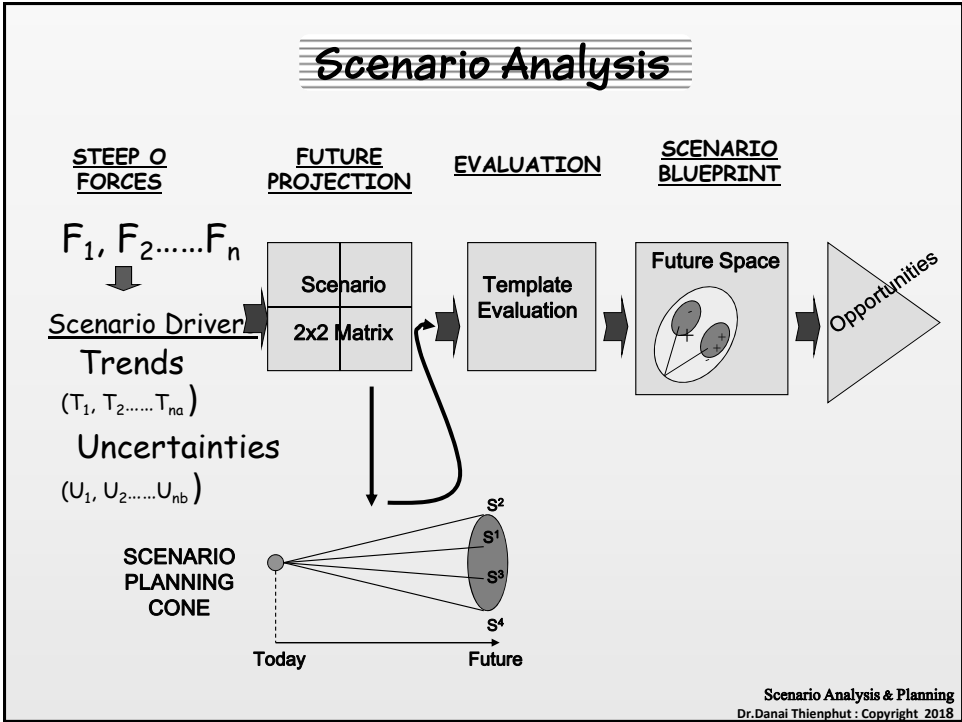 Scenario Analysis
STEEP O
FORCES
FUTURE
PROJECTION
EVALUATION
SCENARIO
BLUEPRINT
F1, F2......Fn
Scenario Driver
Trends
(T1, T2......Tna)
Uncertainties
(U1, U2......Unb)
Scenario
2x2 Matrix
Template
Evaluation
Future Space
-
+
+
-
Opportunities
SCENARIO
PLANNING
CONE
S2
S1
S3
S4
Today
Future
Scenario Analysis & Planning
Dr.Danai Thienphut : Copyright 2018